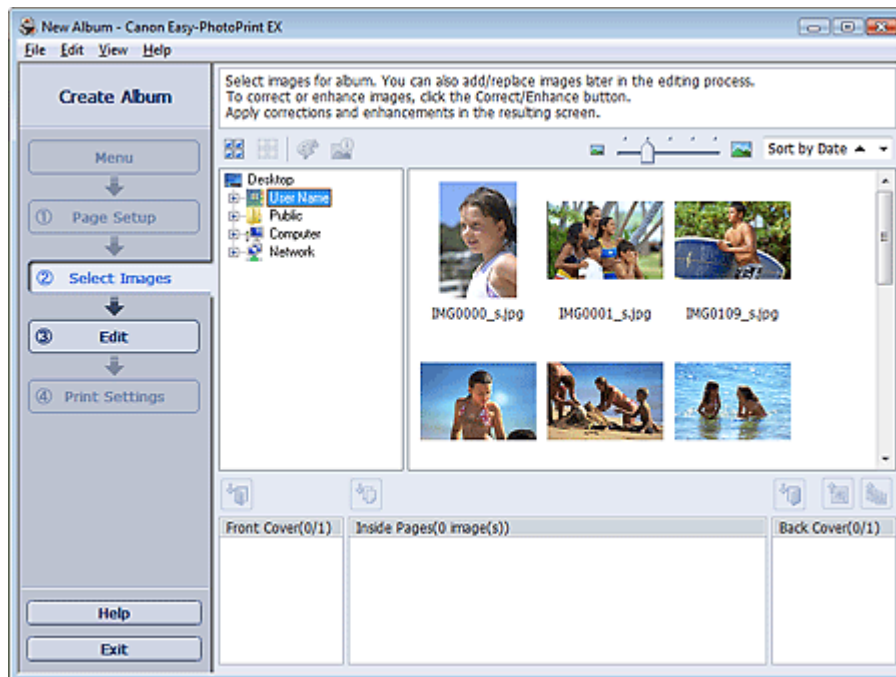 New Album - Canon Easy-PhotoPrint EX
File Edit View Help
Create Album
Menu
① Page Setup
② Select Images
③ Edit
④ Print Settings
Help
Exit
Select images for album. You can also add/replace images later in the editing process.
To correct or enhance images, click the Correct/Enhance button.
Apply corrections and enhancements in the resulting screen.
Sort by Date
Desktop
User Name
Public
Computer
Network
IMG0000_s.jpg IMG0001_s.jpg IMG0109_s.jpg
Front Cover(0/1) Inside Pages(0 image(s)) Back Cover(0/1)